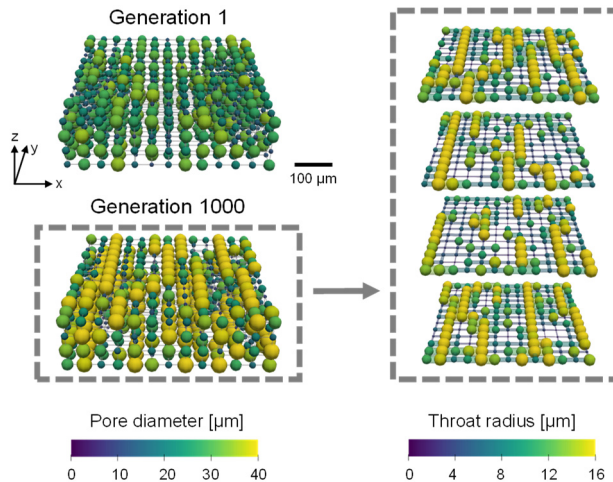 Generation 1
z
y
x
100 μm
Generation 1000
Pore diameter [μm]
0 10 20 30 40
Throat radius [μm]
0 4 8 12 16